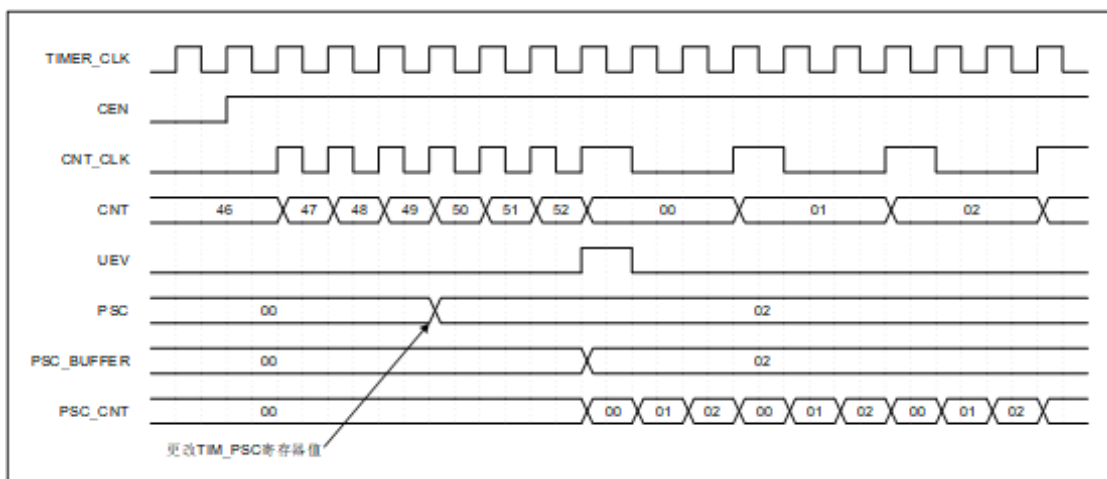 TIMER_CLK
CEN
CNT_CLK
CNT 46 47 48 49 50 51 52 00 01 02
UEV
PSC 00 02
PSC_BUFFER 00 02
PSC_CNT 00 00 01 02 00 01 02 00 01 02
更改TIM_PSC寄存器值